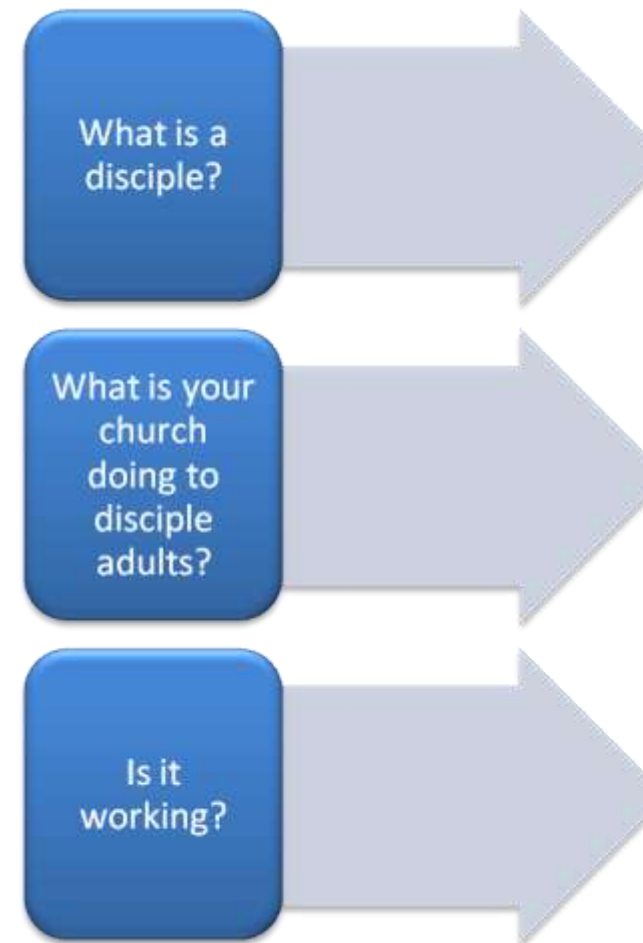 What is a
disciple?
What is your
church
doing to
disciple
adults?
Is it
working?